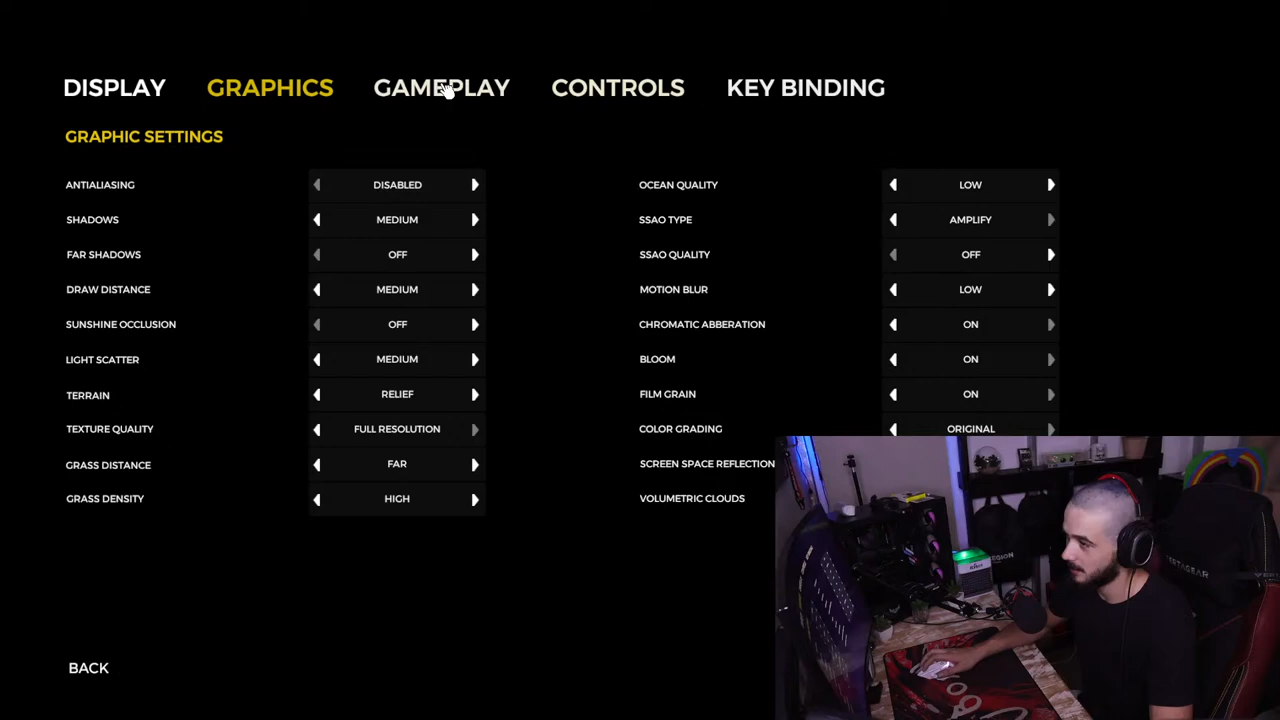 DISPLAY GRAPHICS GAMEPLAY CONTROLS KEY BINDING
GRAPHIC SETTINGS
ANTIALIASING DISABLED
SHADOWS MEDIUM
FAR SHADOWS OFF
DRAW DISTANCE MEDIUM
SUNSHINE OCCLUSION OFF
LIGHT SCATTER MEDIUM
TERRAIN RELIEF
TEXTURE QUALITY FULL RESOLUTION
GRASS DISTANCE FAR
GRASS DENSITY HIGH
OCEAN QUALITY LOW
SSAO TYPE AMPLIFY
SSAO QUALITY OFF
MOTION BLUR LOW
CHROMATIC ABBERATION ON
BLOOM ON
FILM GRAIN ON
COLOR GRADING ORIGINAL
SCREEN SPACE REFLECTION
VOLUMETRIC CLOUDS
BACK